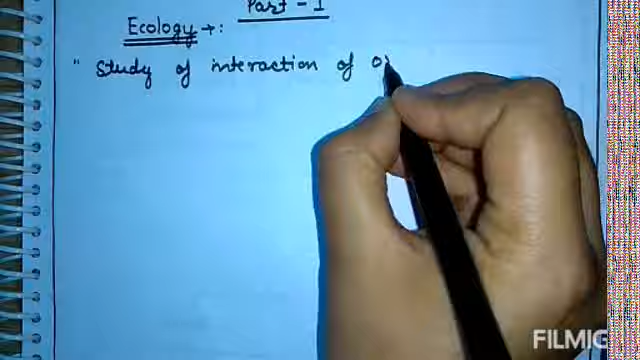 Part - I
Ecology →:
" Study of interaction of
FILMIG